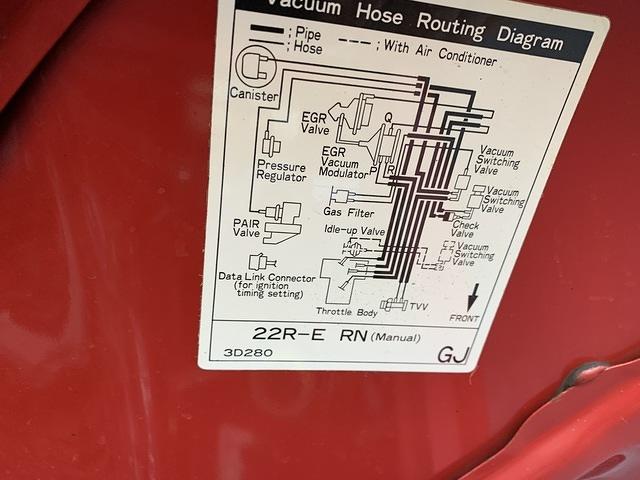 Vacuum Hose Routing Diagram
; Pipe
; Hose
; With Air Conditioner
Canister
EGR
Valve
Q
EGR
Vacuum
Modulator
P
R
Pressure
Regulator
Vacuum
Switching
Valve
Gas Filter
Vacuum
Switching
Valve
PAIR
Valve
Idle-up Valve
Check
Valve
Vacuum
Switching
Valve
Data Link Connector
(for ignition
timing setting)
Throttle Body
TVV
FRONT
22R-E RN (Manual)
3D280
GJ